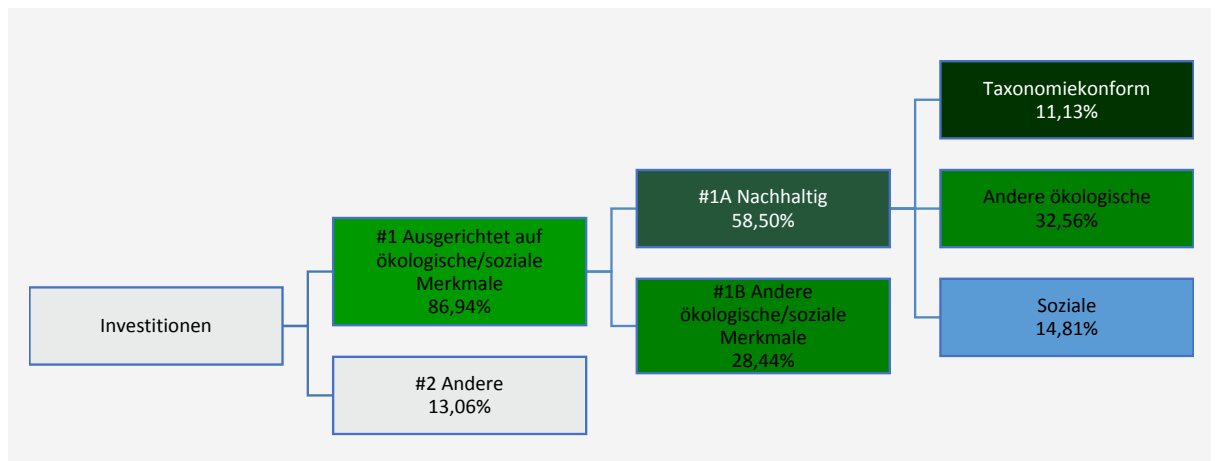 Investitionen
#1 Ausgerichtet auf
ökologische/soziale
Merkmale
86,94%
#2 Andere
13,06%
#1A Nachhaltig
58,50%
#1B Andere
ökologische/soziale
Merkmale
28,44%
Taxonomiekonform
11,13%
Andere ökologische
32,56%
Soziale
14,81%